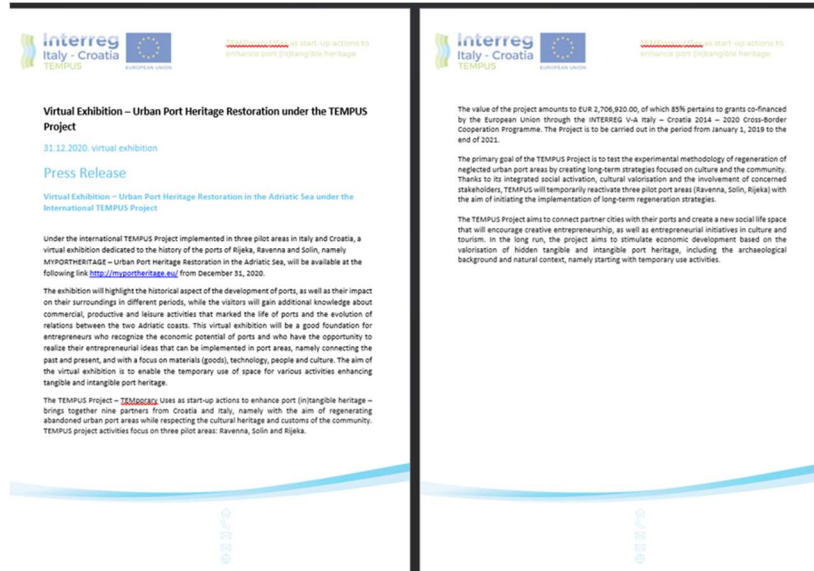 Interreg
Italy - Croatia
TEMPUS
EUROPEAN UNION
TEMPorary Uses as start-up actions to
enhance port (in)tangible heritage
Virtual Exhibition – Urban Port Heritage Restoration under the TEMPUS
Project
31.12.2020. virtual exhibition
Press Release
Virtual Exhibition – Urban Port Heritage Restoration in the Adriatic Sea under the
International TEMPUS Project
Under the international TEMPUS Project implemented in three pilot areas in Italy and Croatia, a
virtual exhibition dedicated to the history of the ports of Rijeka, Ravenna and Solin, namely
MYPORTHERITAGE – Urban Port Heritage Restoration in the Adriatic Sea, will be available at the
following link http://myportheritage.eu/ from December 31, 2020.
The exhibition will highlight the historical aspect of the development of ports, as well as their impact
on their surroundings in different periods, while the visitors will gain additional knowledge about
commercial, productive and leisure activities that marked the life of ports and the evolution of
relations between the two Adriatic coasts. This virtual exhibition will be a good foundation for
entrepreneurs who recognize the economic potential of ports and who have the opportunity to
realize their entrepreneurial ideas that can be implemented in port areas, namely connecting the
past and present, and with a focus on materials (goods), technology, people and culture. The aim of
the virtual exhibition is to enable the temporary use of space for various activities enhancing
tangible and intangible port heritage.
The TEMPUS Project – TEMporary Uses as start-up actions to enhance port (in)tangible heritage –
brings together nine partners from Croatia and Italy, namely with the aim of regenerating
abandoned urban port areas while respecting the cultural heritage and customs of the community.
TEMPUS project activities focus on three pilot areas: Ravenna, Solin and Rijeka.
Interreg
Italy - Croatia
TEMPUS
EUROPEAN UNION
TEMPorary Uses as start-up actions to
enhance port (in)tangible heritage
The value of the project amounts to EUR 2,706,920.00, of which 85% pertains to grants co-financed
by the European Union through the INTERREG V-A Italy – Croatia 2014 – 2020 Cross-Border
Cooperation Programme. The Project is to be carried out in the period from January 1, 2019 to the
end of 2021.
The primary goal of the TEMPUS Project is to test the experimental methodology of regeneration of
neglected urban port areas by creating long-term strategies focused on culture and the community.
Thanks to its integrated social activation, cultural valorisation and the involvement of concerned
stakeholders, TEMPUS will temporarily reactivate three pilot port areas (Ravenna, Solin, Rijeka) with
the aim of initiating the implementation of long-term regeneration strategies.
The TEMPUS Project aims to connect partner cities with their ports and create a new social life space
that will encourage creative entrepreneurship, as well as entrepreneurial initiatives in culture and
tourism. In the long run, the project aims to stimulate economic development based on the
valorisation of hidden tangible and intangible port heritage, including the archaeological
background and natural context, namely starting with temporary use activities.